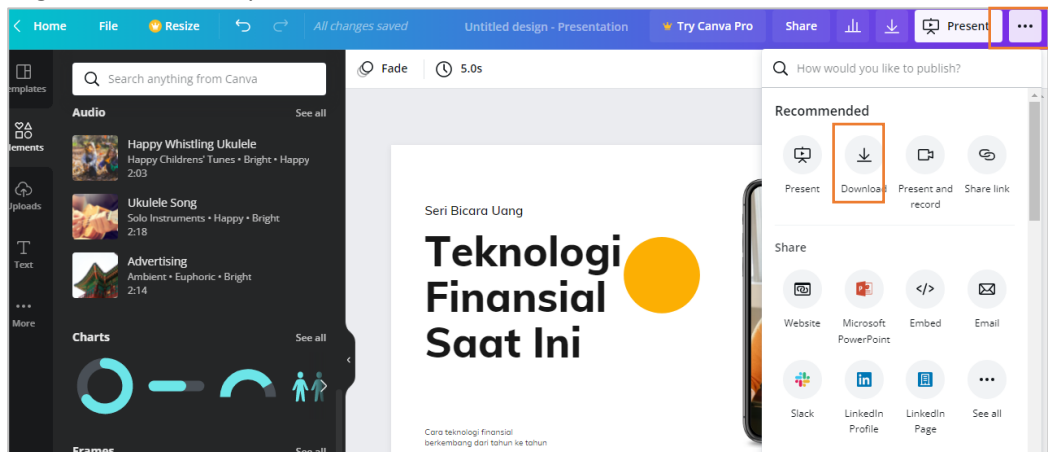 Home File Resize All changes saved Untitled design - Presentation Try Canva Pro Share Present
emplates
lements
Uploads
Text
More
Search anything from Canva
Audio See all
Happy Whistling Ukulele
Happy Childrens' Tunes • Bright • Happy
2:03
Ukulele Song
Solo Instruments • Happy • Bright
2:18
Advertising
Ambient • Euphoric • Bright
2:14
Charts See all
Frames See all
Fade 5.0s
Seri Bicara Uang
Teknologi
Finansial
Saat Ini
Cara teknologi finansial
berkembang dari tahun ke tahun
How would you like to publish?
Recommended
Present Download Present and record Share link
Share
Website Microsoft PowerPoint Embed Email
Slack LinkedIn Profile LinkedIn Page See all